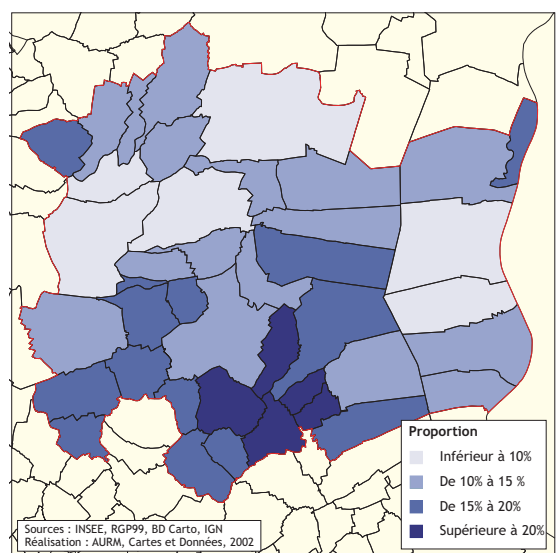 Proportion
Inférieur à 10%
De 10% à 15 %
De 15% à 20%
Supérieure à 20%
Sources : INSEE, RGP99, BD Carto, IGN
Réalisation : AURM, Cartes et Données, 2002